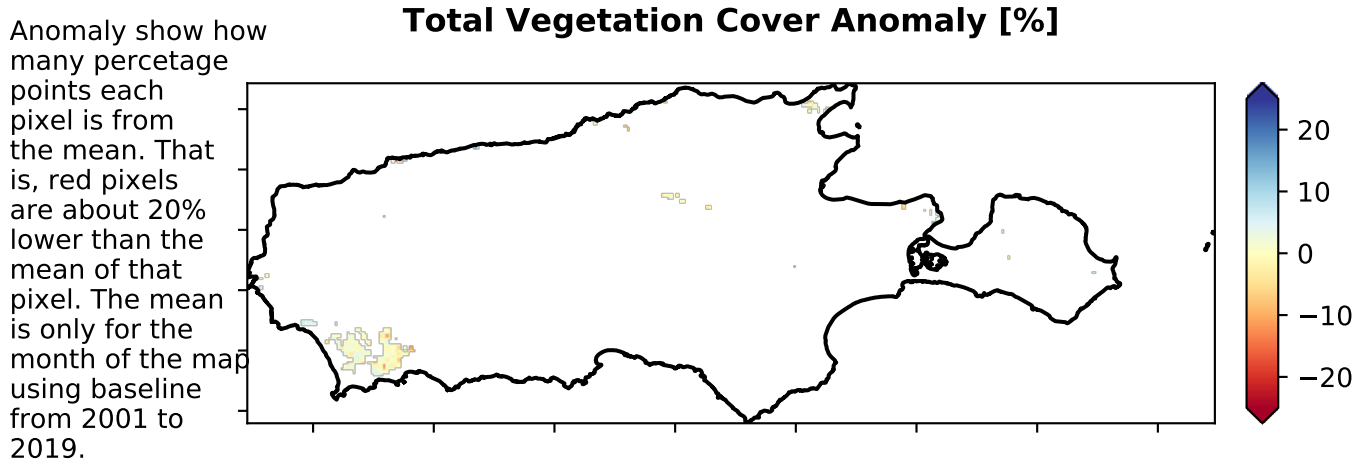 Total Vegetation Cover Anomaly [%]
Anomaly show how
many percetage
points each
pixel is from
the mean. That
is, red pixels
are about 20%
lower than the
mean of that
pixel. The mean
is only for the
month of the map
using baseline
from 2001 to
2019.
20
10
0
−10
−20